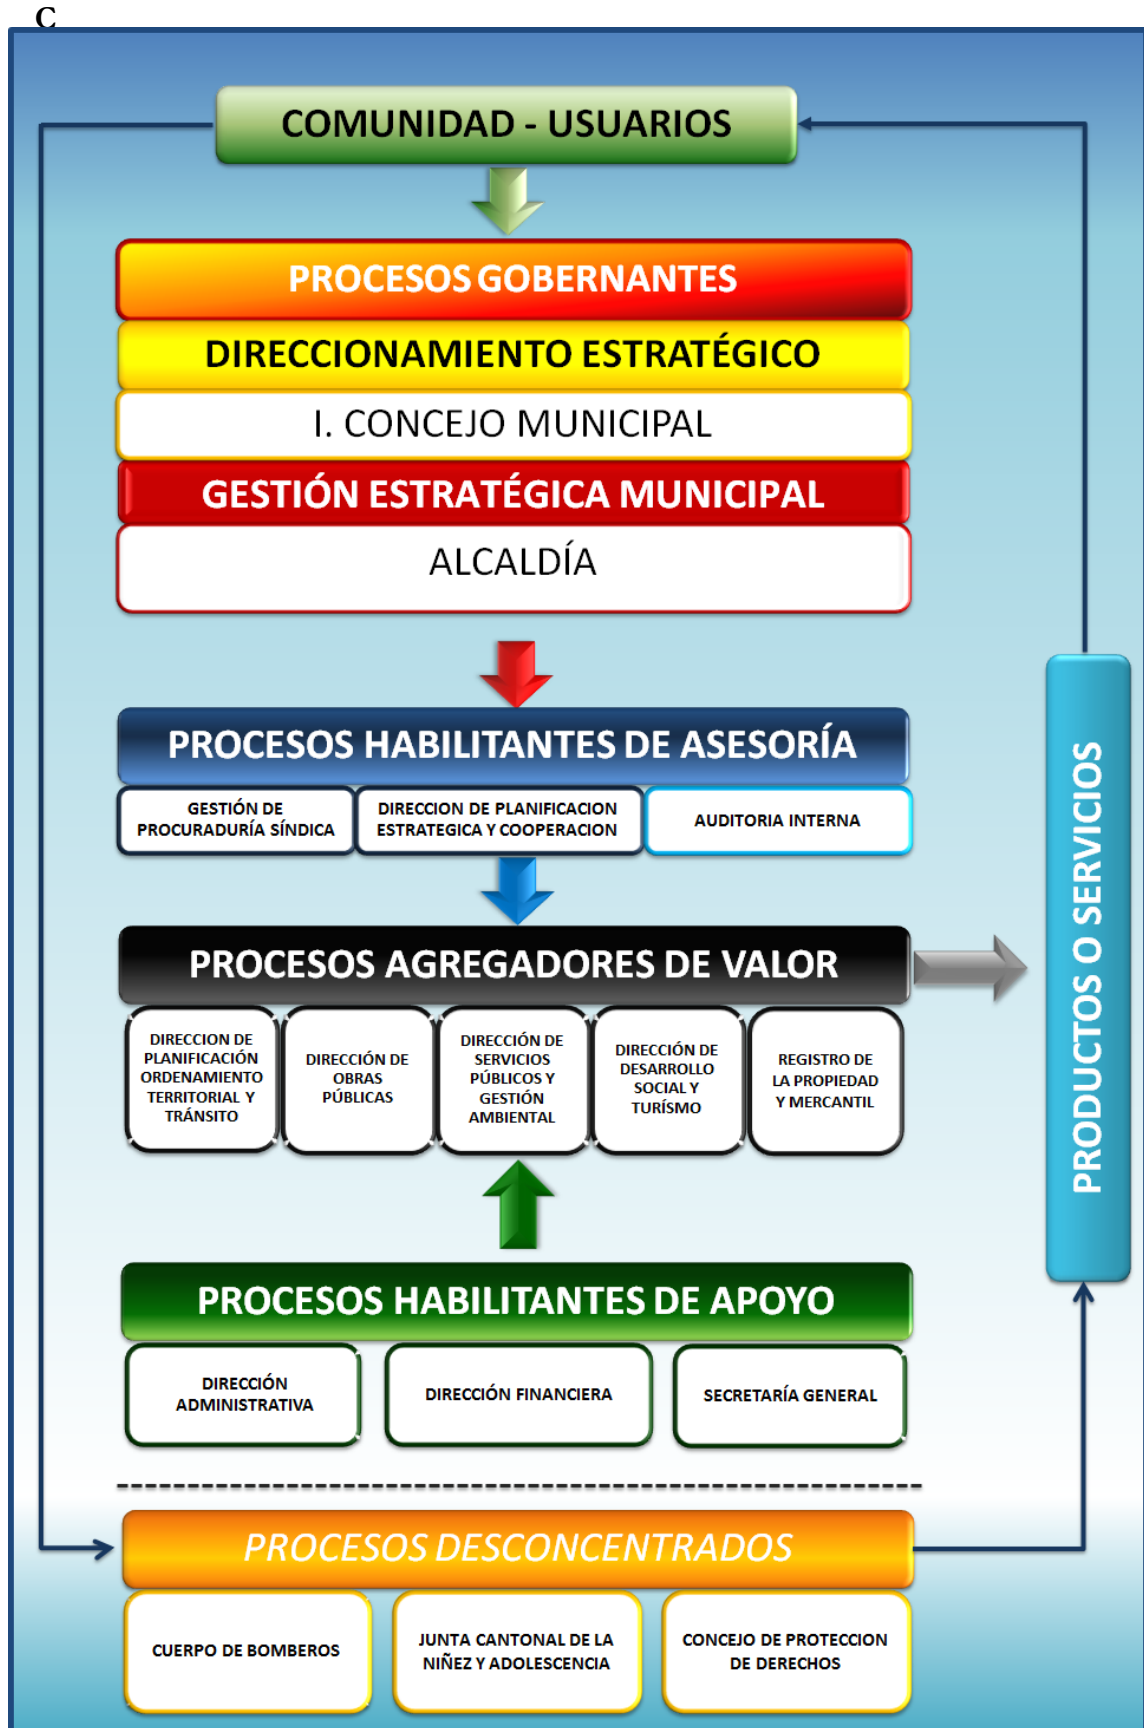 C
COMUNIDAD - USUARIOS
PROCESOS GOBERNANTES
DIRECCIONAMIENTO ESTRATÉGICO
I. CONCEJO MUNICIPAL
GESTIÓN ESTRATÉGICA MUNICIPAL
ALCALDÍA
PROCESOS HABILITANTES DE ASESORÍA
GESTIÓN DE
PROCURADURÍA SÍNDICA
DIRECCION DE PLANIFICACION
ESTRATEGICA Y COOPERACION
AUDITORIA INTERNA
PROCESOS AGREGADORES DE VALOR
DIRECCION DE
PLANIFICACIÓN
ORDENAMIENTO
TERRITORIAL Y
TRÁNSITO
DIRECCIÓN DE
OBRAS
PÚBLICAS
DIRECCIÓN DE
SERVICIOS
PÚBLICOS Y
GESTIÓN
AMBIENTAL
DIRECCIÓN DE
DESARROLLO
SOCIAL Y
TURÍSMO
REGISTRO DE
LA PROPIEDAD
Y MERCANTIL
PRODUCTOS O SERVICIOS
PROCESOS HABILITANTES DE APOYO
DIRECCIÓN
ADMINISTRATIVA
DIRECCIÓN FINANCIERA
SECRETARÍA GENERAL
PROCESOS DESCONCENTRADOS
CUERPO DE BOMBEROS
JUNTA CANTONAL DE LA
NIÑEZ Y ADOLESCENCIA
CONCEJO DE PROTECCION
DE DERECHOS